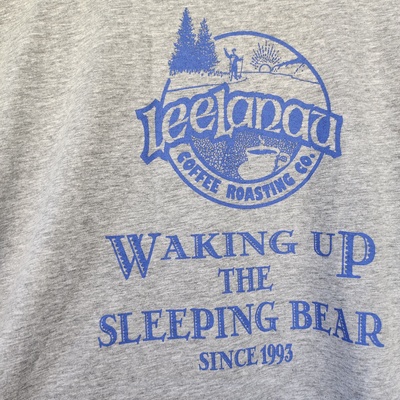 Leelanau
COFFEE ROASTING CO.
WAKING UP
THE
SLEEPING BEAR
SINCE 1993